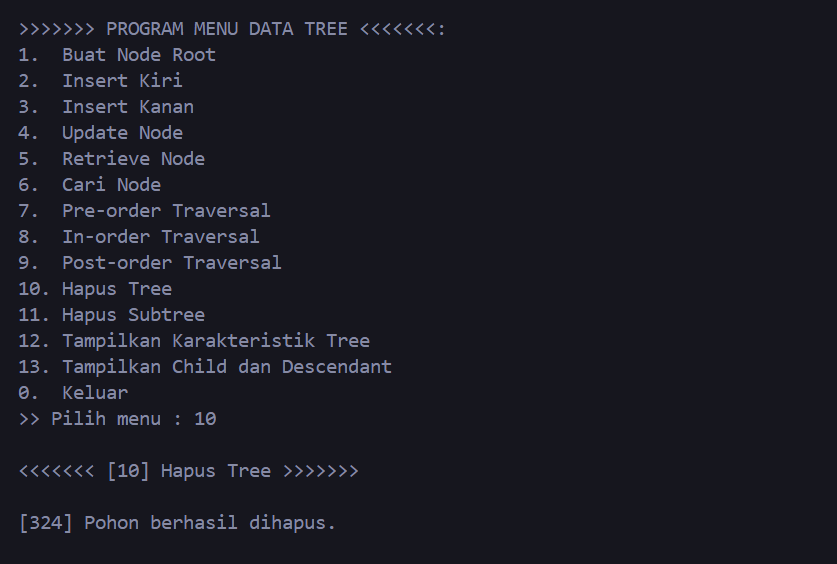 >>>>>>> PROGRAM MENU DATA TREE <<<<<<<:
1.  Buat Node Root
2.  Insert Kiri
3.  Insert Kanan
4.  Update Node
5.  Retrieve Node
6.  Cari Node
7.  Pre-order Traversal
8.  In-order Traversal
9.  Post-order Traversal
10. Hapus Tree
11. Hapus Subtree
12. Tampilkan Karakteristik Tree
13. Tampilkan Child dan Descendant
0.  Keluar
>> Pilih menu : 10
<<<<<<< [10] Hapus Tree >>>>>>>
[324] Pohon berhasil dihapus.